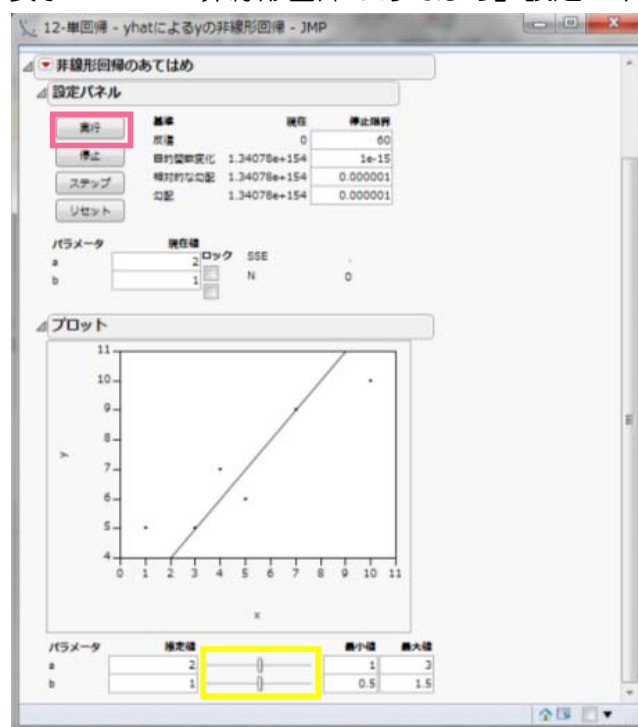 12-単回帰 - yhatによるyの非線形回帰 - JMP
非線形回帰のあてはめ
設定パネル
実行
停止
ステップ
リセット
基準 現在 停止限界
反復 0 60
目的関数変化 1.34078e+154 1e-15
相対的な勾配 1.34078e+154 0.000001
勾配 1.34078e+154 0.000001
パラメータ 現在値 ロック
a 2
b 1
SSE .
N 0
プロット
11
10
9
8
7
6
5
4
y
0 1 2 3 4 5 6 7 8 9 10 11
x
パラメータ 推定値 最小値 最大値
a 2 1 3
b 1 0.5 1.5